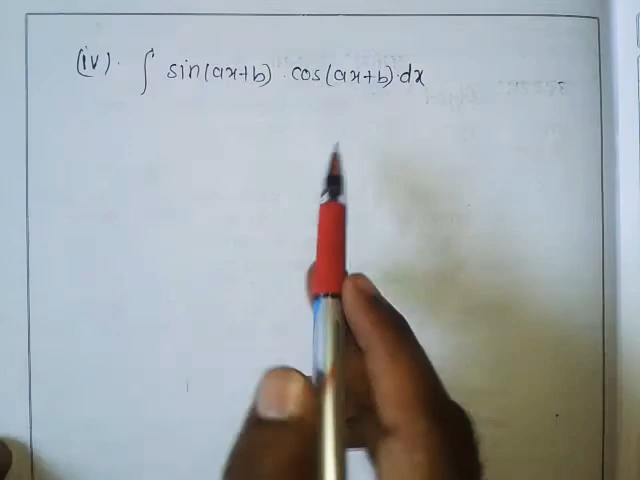 (iv). ∫ sin(ax+b) · cos(ax+b)·dx